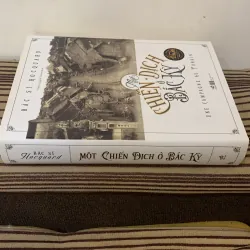 BÁC SĨ HOCQUARD
Một
CHIẾN DỊCH
Ở
BẮC KỲ
UNE CAMPAGNE AU TONKIN
BÁC SĨ
Hocquard
MỘT CHIẾN DỊCH Ở BẮC KỲ